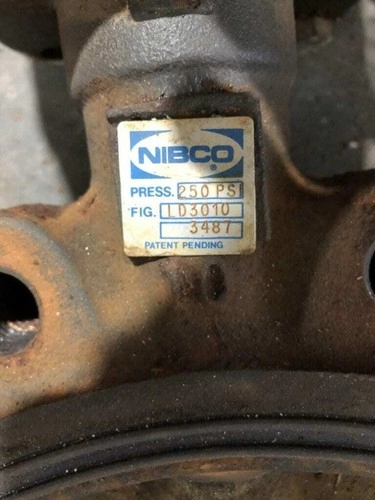 NIBCO
PRESS. 250 PSI
FIG. LD3010
3487
PATENT PENDING